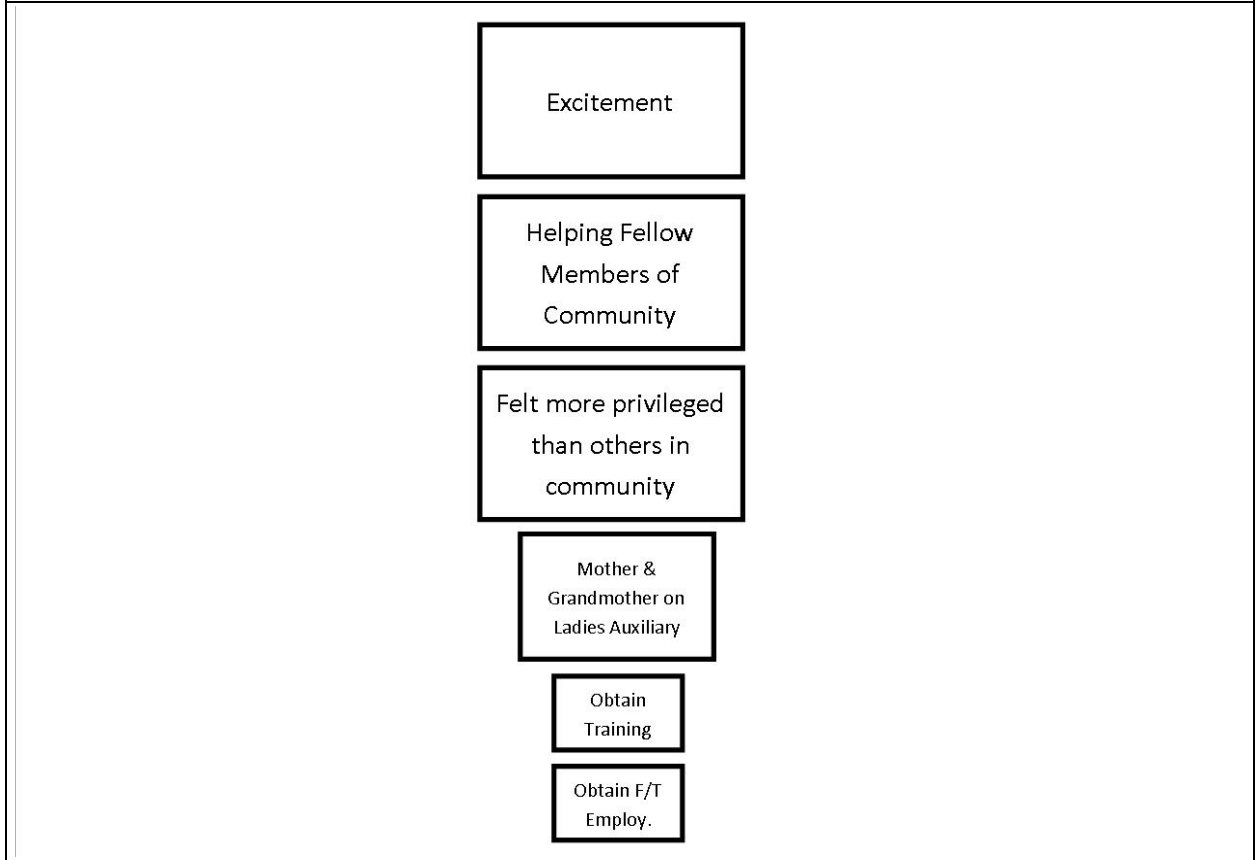 Excitement
Helping Fellow
Members of
Community
Felt more privileged
than others in
community
Mother &
Grandmother on
Ladies Auxiliary
Obtain
Training
Obtain F/T
Employ.